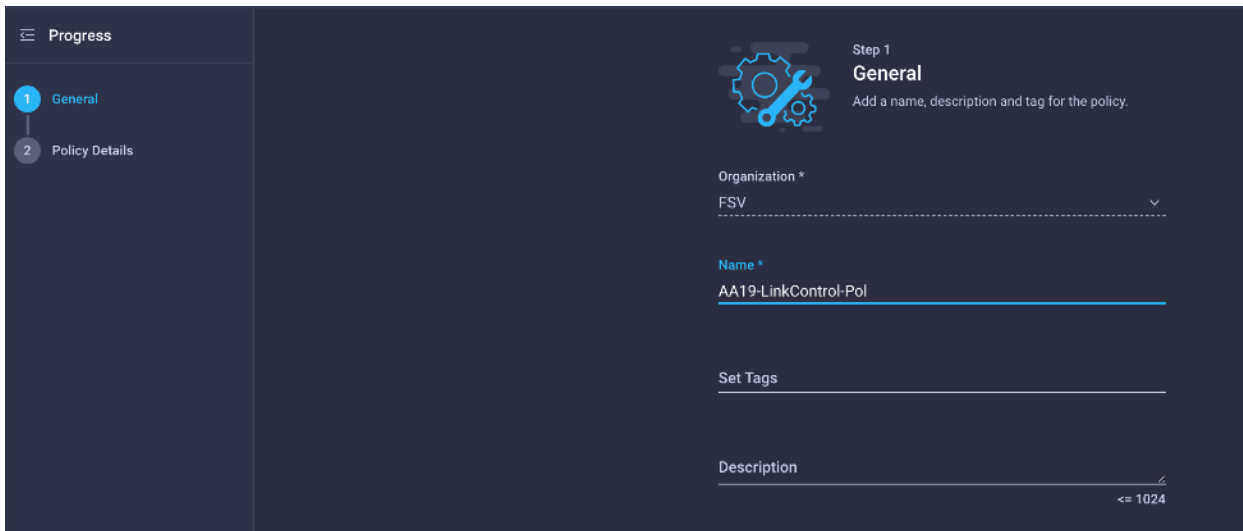 Progress
1 General
2 Policy Details
Step 1
General
Add a name, description and tag for the policy.
Organization *
FSV
Name *
AA19-LinkControl-Pol
Set Tags
Description
<= 1024